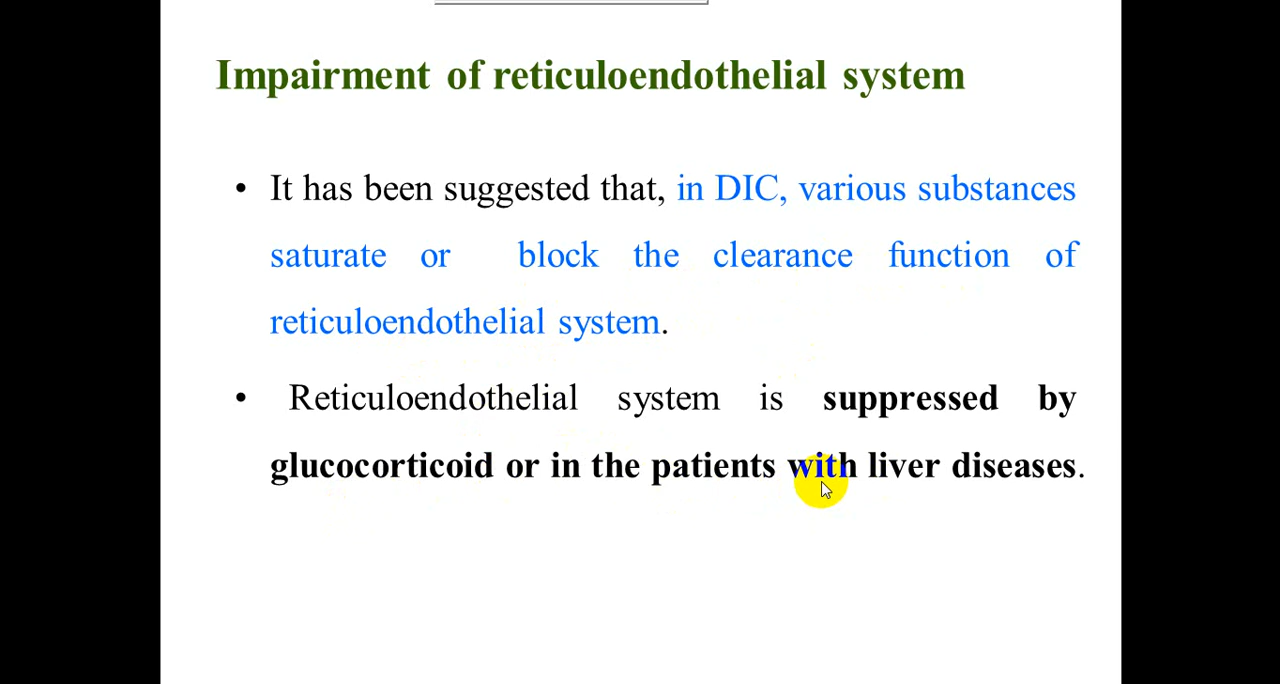 Impairment of reticuloendothelial system
• It has been suggested that, in DIC, various substances
saturate or block the clearance function of
reticuloendothelial system.
• Reticuloendothelial system is suppressed by
glucocorticoid or in the patients with liver diseases.